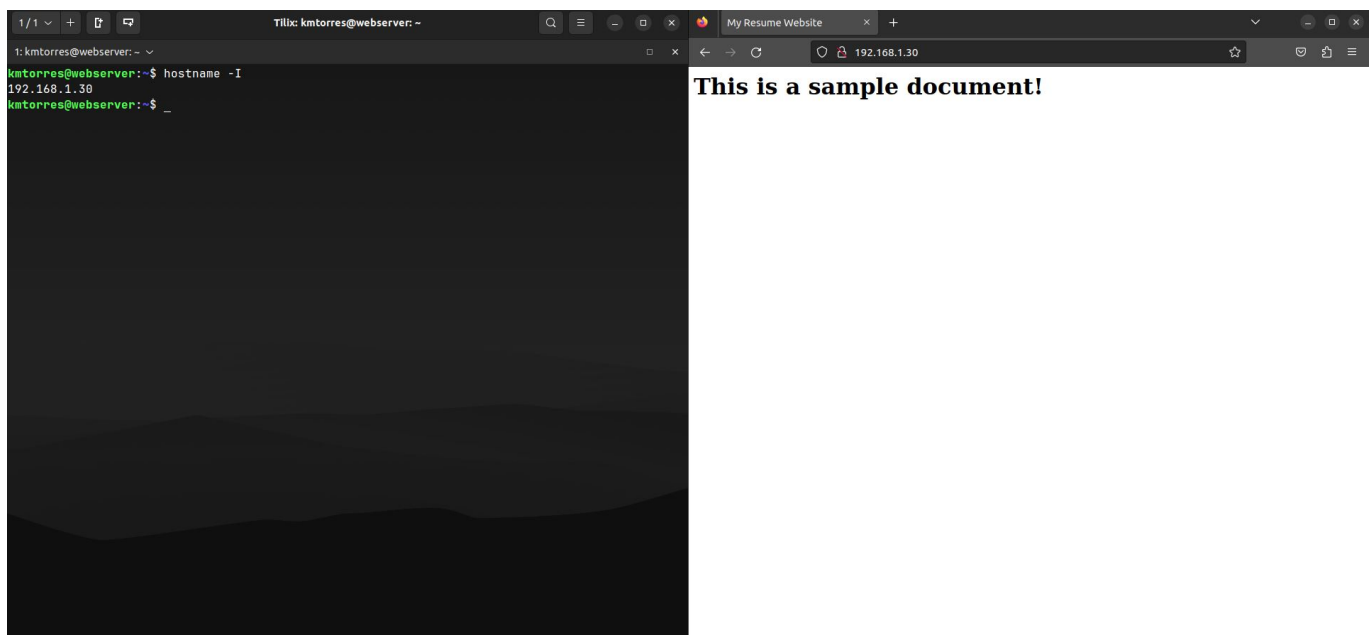 1 / 1
Tilix: kmtorres@webserver: ~
1: kmtorres@webserver: ~
kmtorres@webserver:~$ hostname -I
192.168.1.30
kmtorres@webserver:~$ _
My Resume Website
192.168.1.30
This is a sample document!